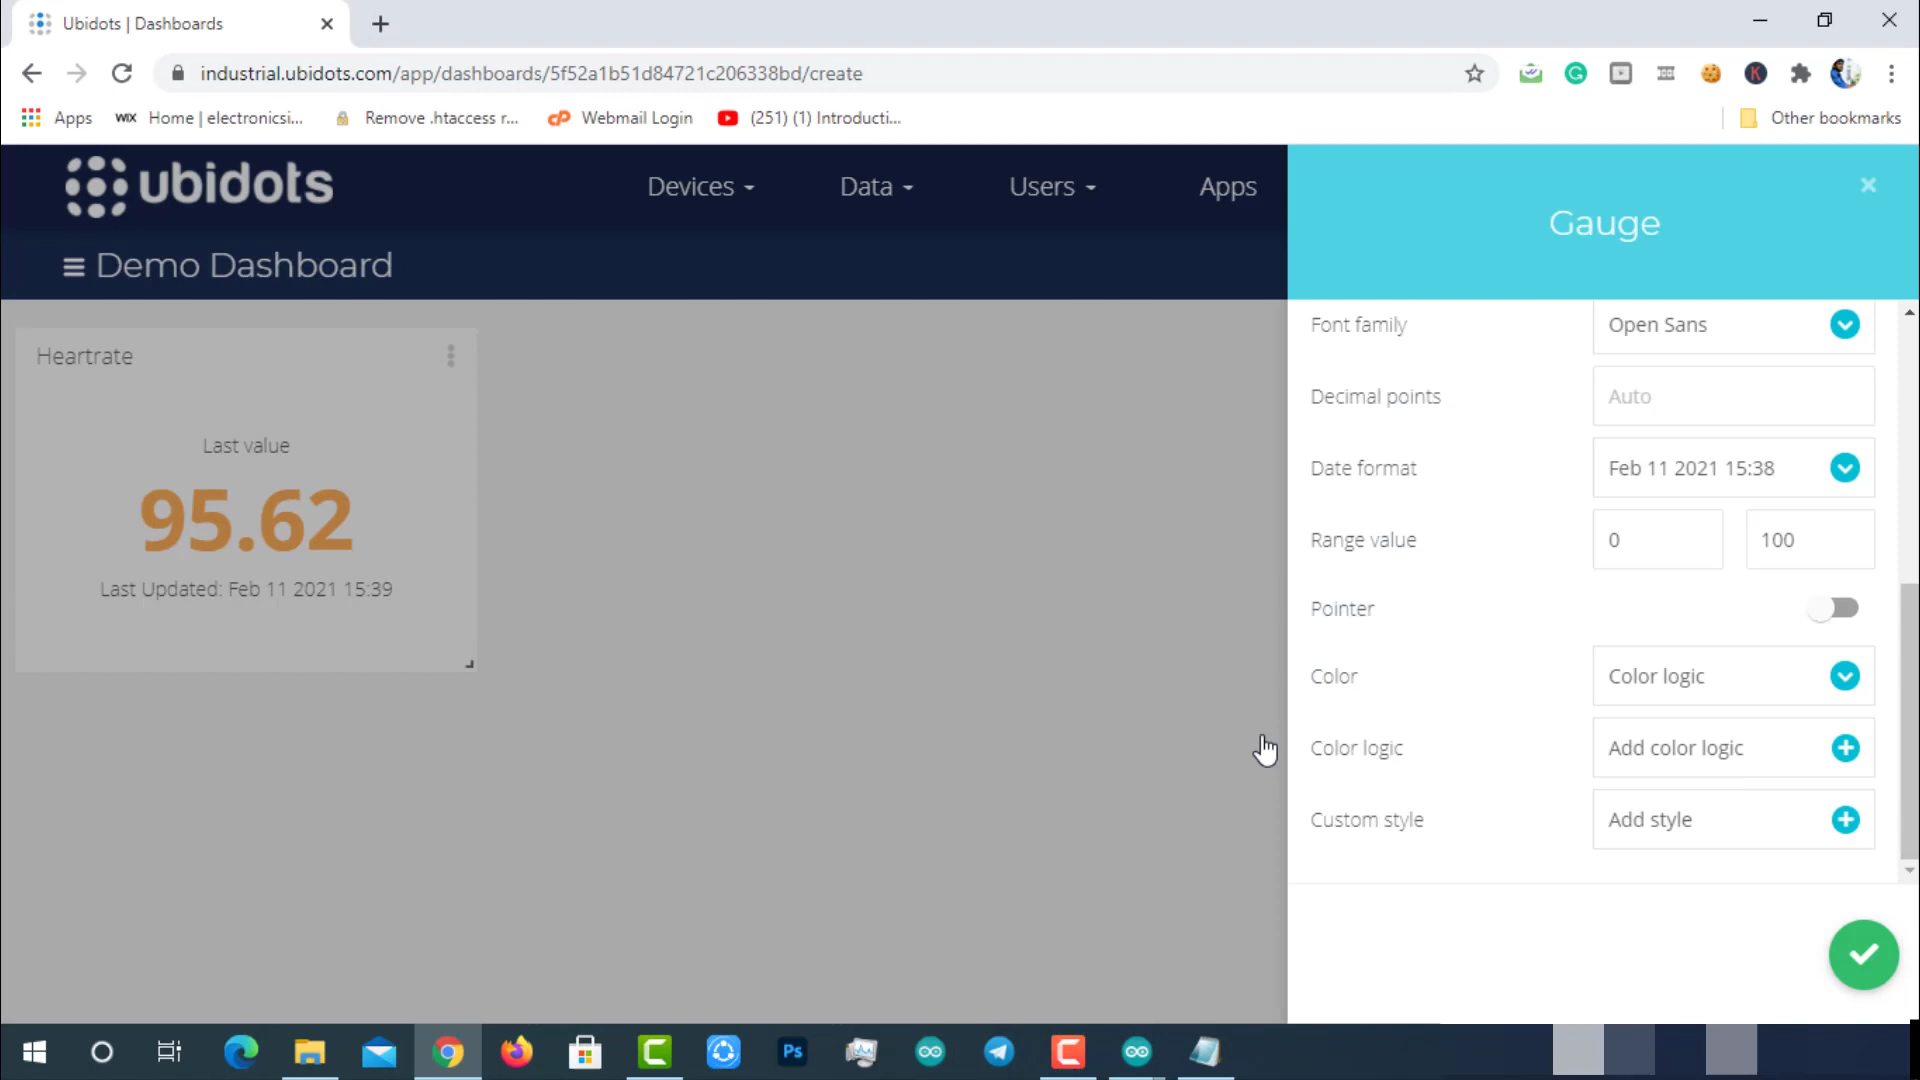 Ubidots | Dashboards
industrial.ubidots.com/app/dashboards/5f52a1b51d84721c206338bd/create
Apps
WIX Home | electronicsi...
Remove .htaccess r...
cP Webmail Login
(251) (1) Introducti...
Other bookmarks
ubidots
Devices
Data
Users
Apps
Demo Dashboard
Gauge
Heartrate
Last value
95.62
Last Updated: Feb 11 2021 15:39
Font family Open Sans
Decimal points Auto
Date format Feb 11 2021 15:38
Range value 0 100
Pointer
Color Color logic
Color logic Add color logic
Custom style Add style
Ps